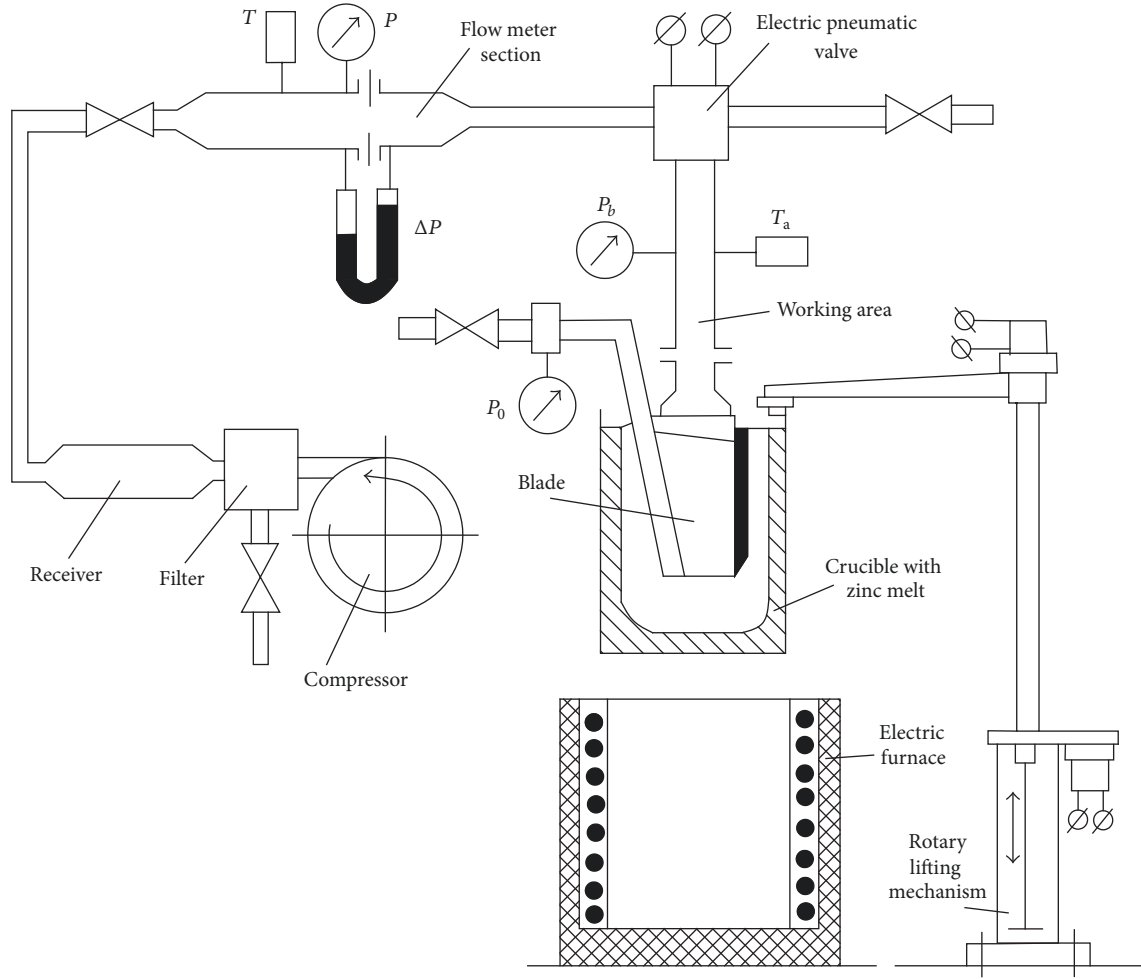 T
P
Flow meter
section
Electric pneumatic
valve
ΔP
P_b
T_a
Working area
P_0
Blade
Receiver
Filter
Compressor
Crucible with
zinc melt
Electric
furnace
Rotary
lifting
mechanism